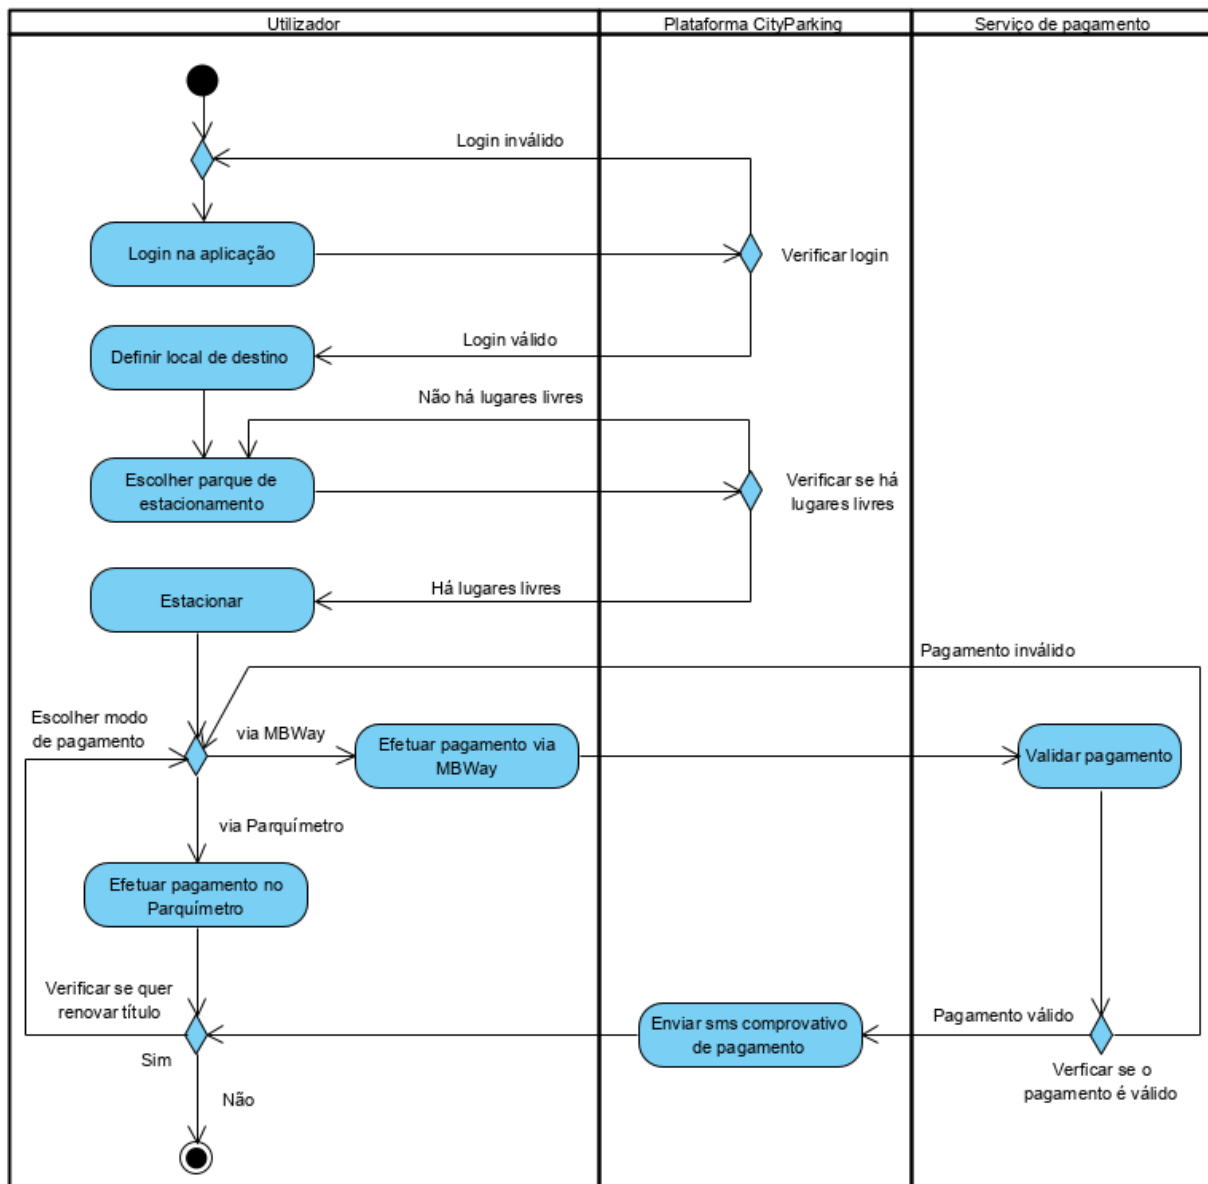 Utilizador
Plataforma CityParking
Serviço de pagamento
Login inválido
Login na aplicação
Verificar login
Login válido
Definir local de destino
Não há lugares livres
Escolher parque de
estacionamento
Verificar se há
lugares livres
Há lugares livres
Estacionar
Pagamento inválido
Escolher modo
de pagamento
via MBWay
Efetuar pagamento via
MBWay
Validar pagamento
via Parquímetro
Efetuar pagamento no
Parquímetro
Verificar se quer
renovar título
Enviar sms comprovativo
de pagamento
Pagamento válido
Sim
Verficar se o
pagamento é válido
Não